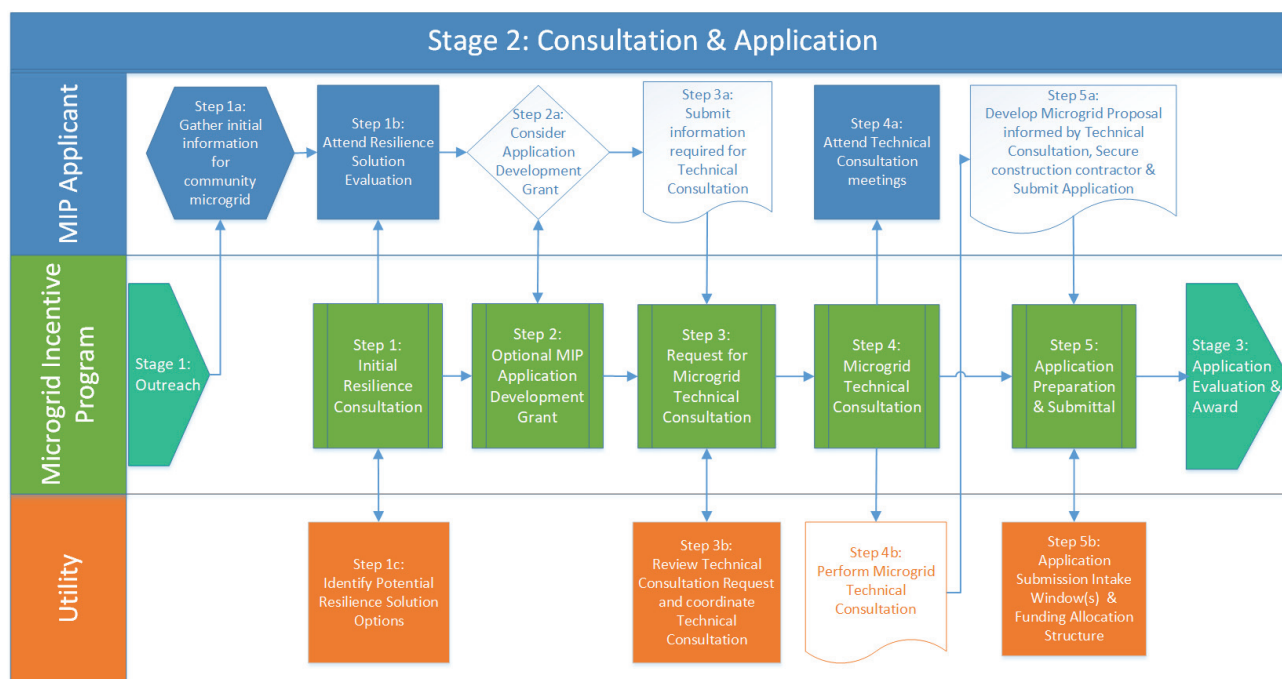 Stage 2: Consultation & Application
MIP Applicant
Step 1a:
Gather initial
information
for
community
microgrid
Step 1b:
Attend Resilience
Solution
Evaluation
Step 2a:
Consider
Application
Development
Grant
Step 3a:
Submit
information
required for
Technical
Consultation
Step 4a:
Attend Technical
Consultation
meetings
Step 5a:
Develop Microgrid Proposal
informed by Technical
Consultation, Secure
construction contractor &
Submit Application
Microgrid Incentive
Program
Stage 1:
Outreach
Step 1:
Initial
Resilience
Consultation
Step 2:
Optional MIP
Application
Development
Grant
Step 3:
Request for
Microgrid
Technical
Consultation
Step 4:
Microgrid
Technical
Consultation
Step 5:
Application
Preparation
& Submittal
Stage 3:
Application
Evaluation &
Award
Utility
Step 1c:
Identify Potential
Resilience Solution
Options
Step 3b:
Review Technical
Consultation Request
and coordinate
Technical
Consultation
Step 4b:
Perform Microgrid
Technical
Consultation
Step 5b:
Application
Submission Intake
Window(s) &
Funding Allocation
Structure